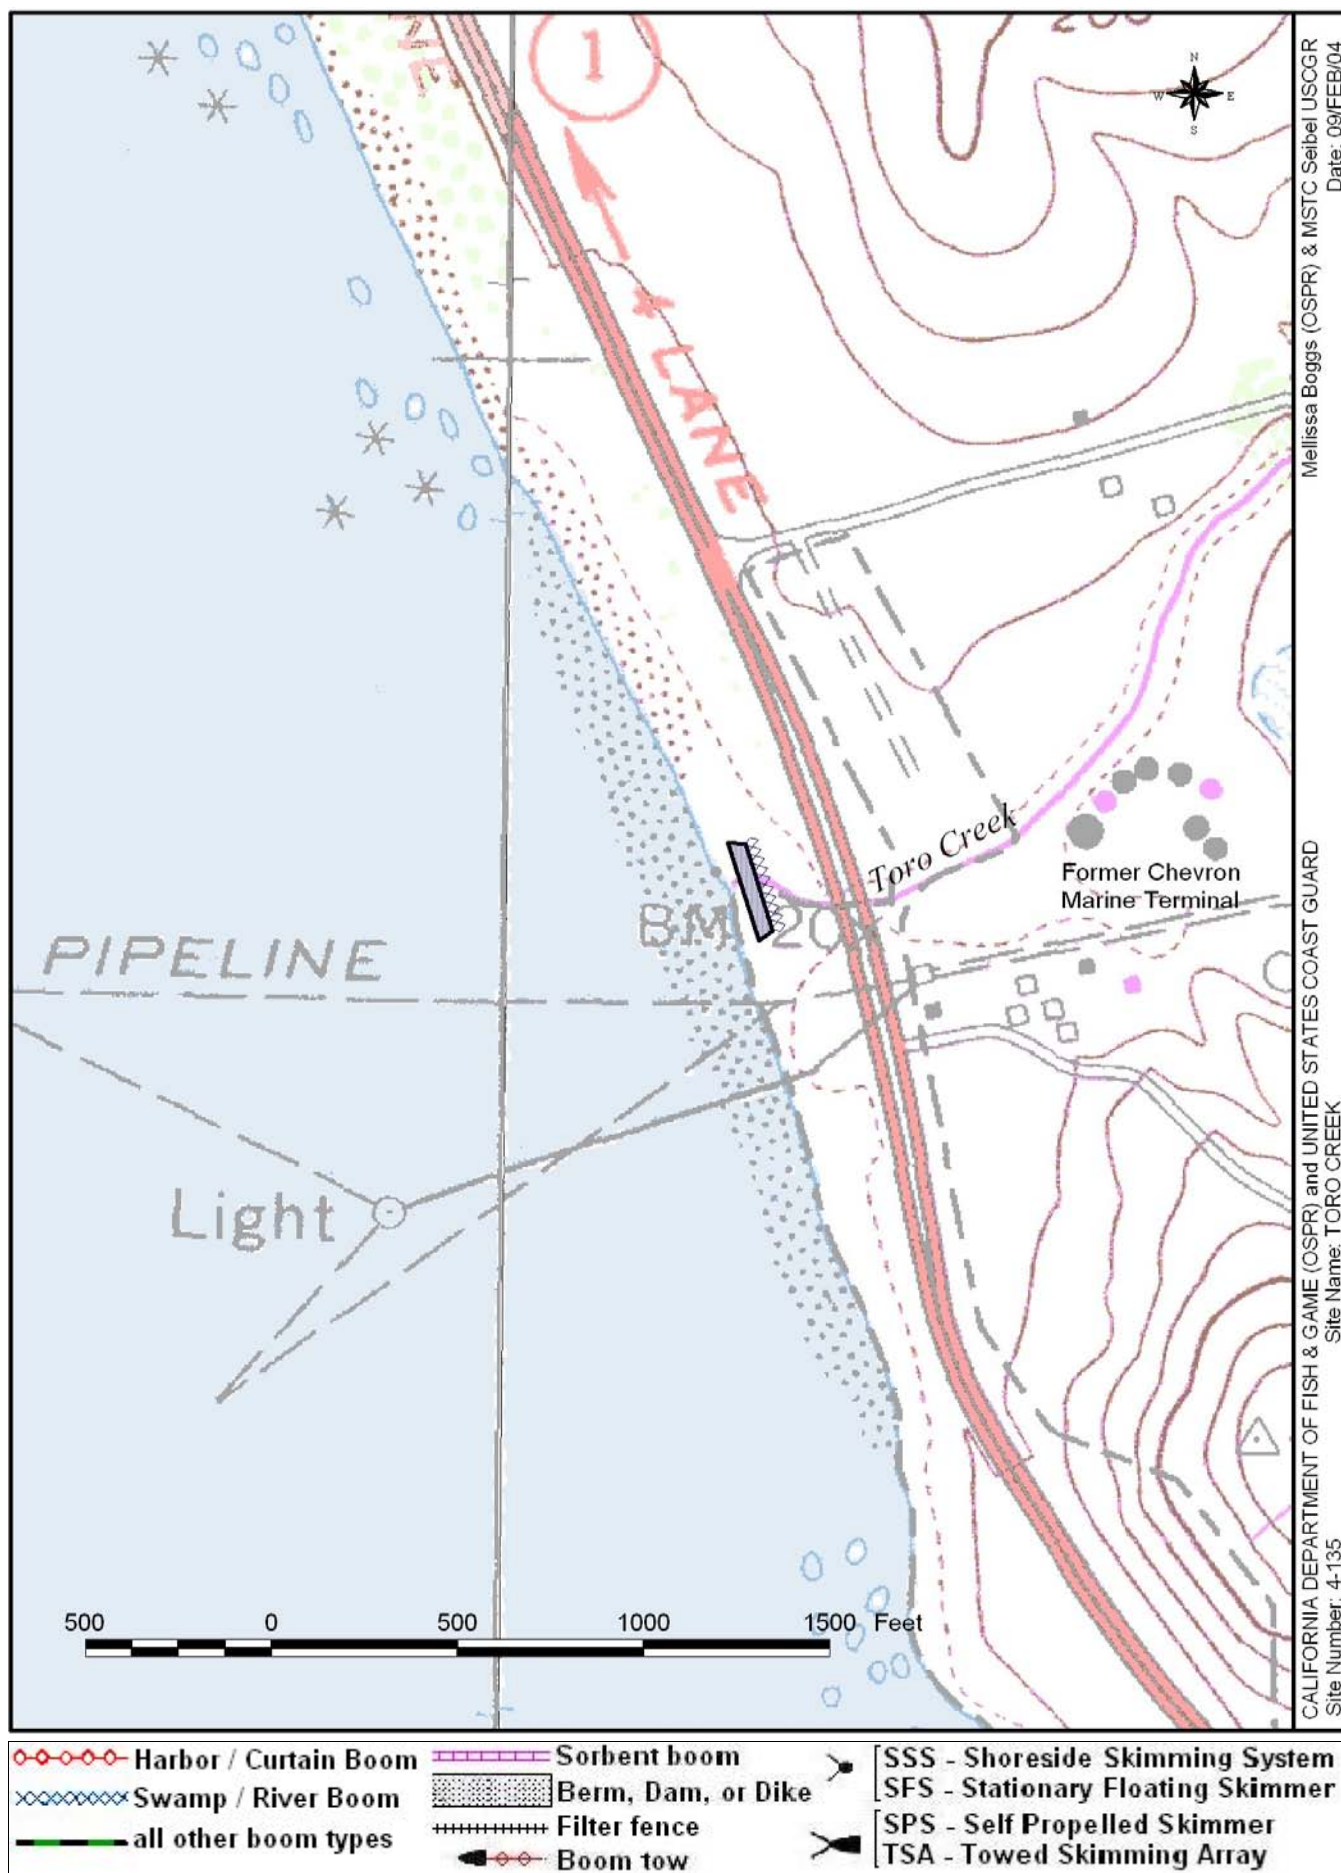 200
1
N
W E
S
NE
4 LANE
Toro Creek
Former Chevron
Marine Terminal
BM 20
PIPELINE
Light
500 0 500 1000 1500 Feet
Mellissa Boggs (OSPR) & MSTC Seibel USCGR
Date: 09/FEB/04
CALIFORNIA DEPARTMENT OF FISH & GAME (OSPR) and UNITED STATES COAST GUARD
Site Number: 4-135 Site Name: TORO CREEK
Harbor / Curtain Boom
Swamp / River Boom
all other boom types
Sorbent boom
Berm, Dam, or Dike
Filter fence
Boom tow
SSS - Shoreside Skimming System
SFS - Stationary Floating Skimmer
SPS - Self Propelled Skimmer
TSA - Towed Skimming Array